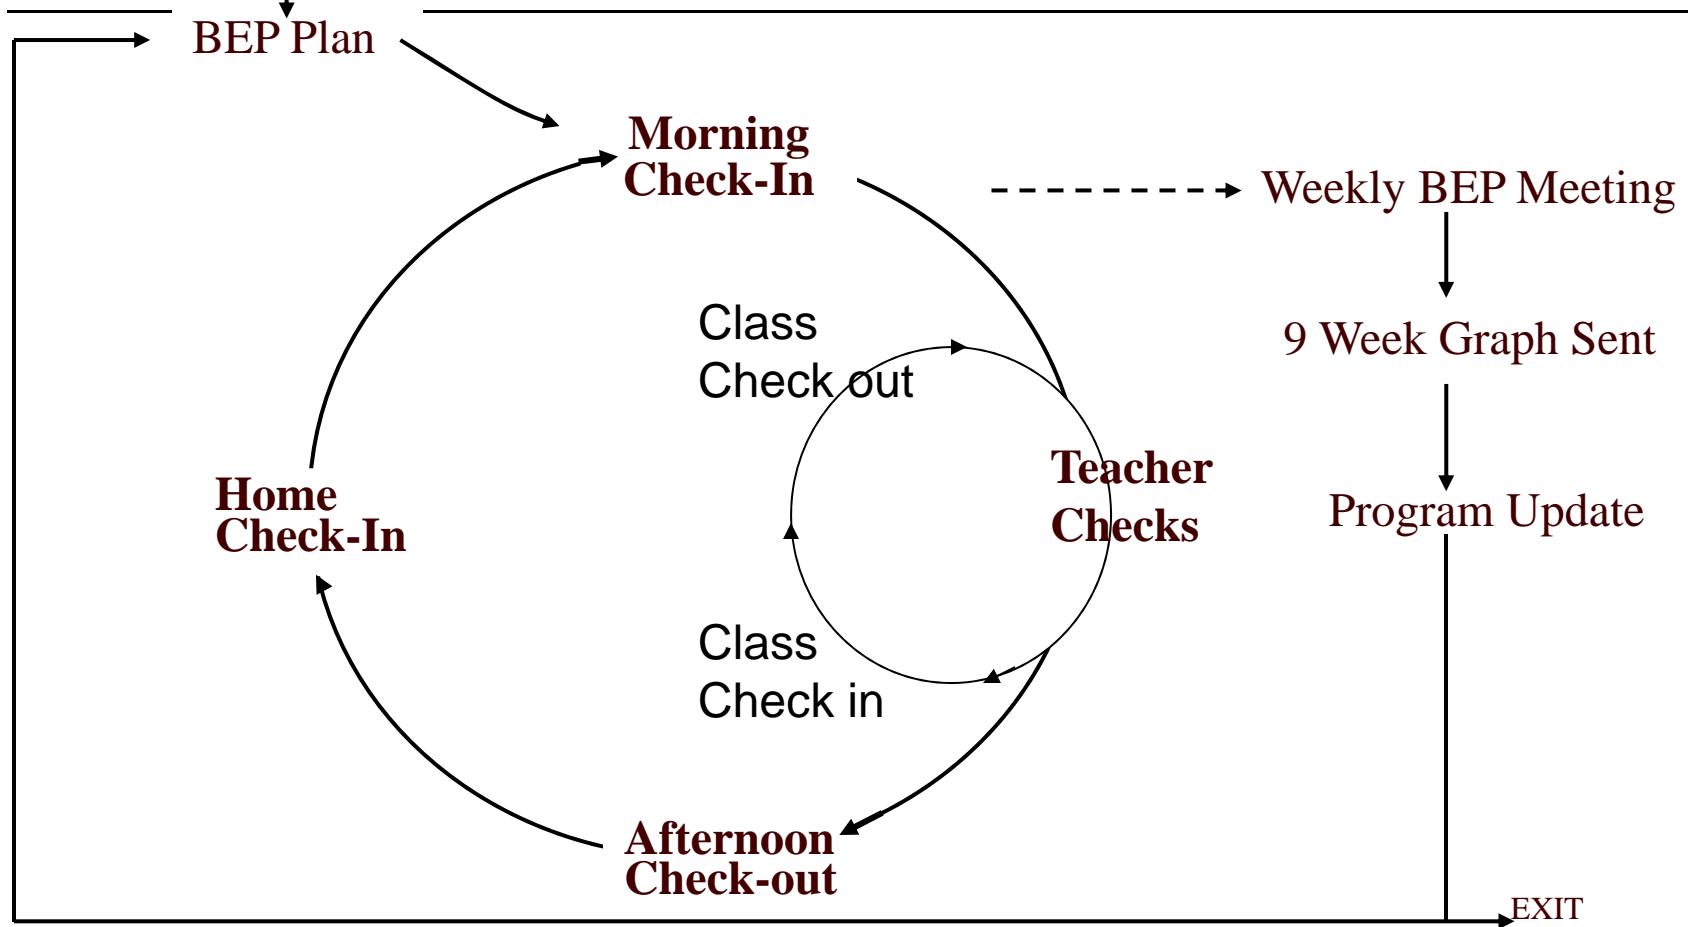 BEP Plan
Morning
Check-In
Weekly BEP Meeting
Class
Check out
9 Week Graph Sent
Teacher
Checks
Home
Check-In
Program Update
Class
Check in
Afternoon
Check-out
EXIT